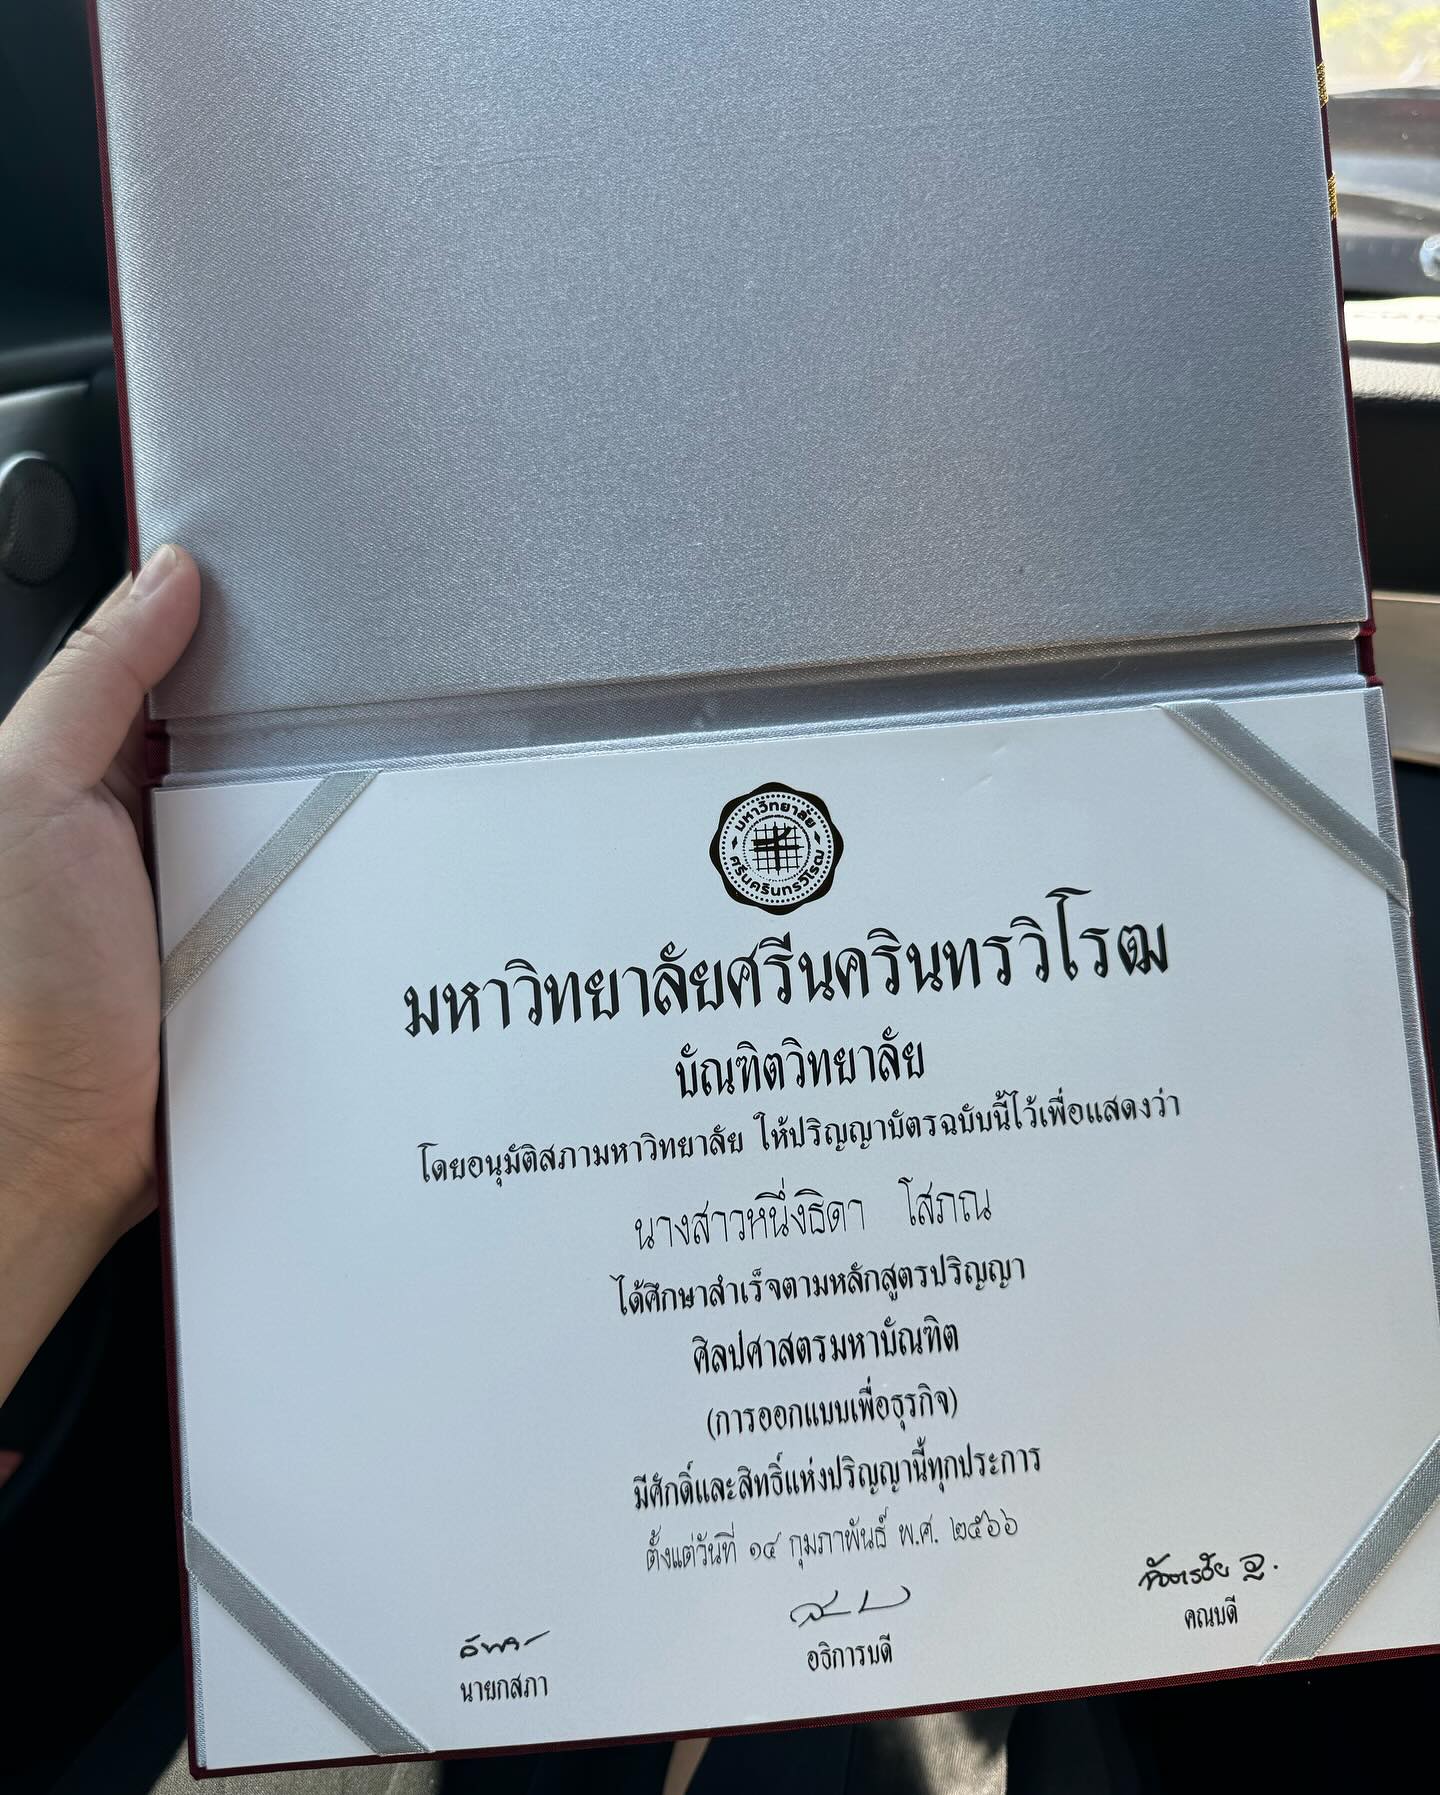 มหาวิทยาลัย
ศรีนครินทรวิโรฒ
มหาวิทยาลัยศรีนครินทรวิโรฒ
บัณฑิตวิทยาลัย
โดยอนุมัติสภามหาวิทยาลัย ให้ปริญญาบัตรฉบับนี้ไว้เพื่อแสดงว่า
นางสาวหนึ่งธิดา โสภณ
ได้ศึกษาสำเร็จตามหลักสูตรปริญญา
ศิลปศาสตรมหาบัณฑิต
(การออกแบบเพื่อธุรกิจ)
มีศักดิ์และสิทธิ์แห่งปริญญานี้ทุกประการ
ตั้งแต่วันที่ ๑๔ กุมภาพันธ์ พ.ศ. ๒๕๖๖
นายกสภา
อธิการบดี
คณบดี